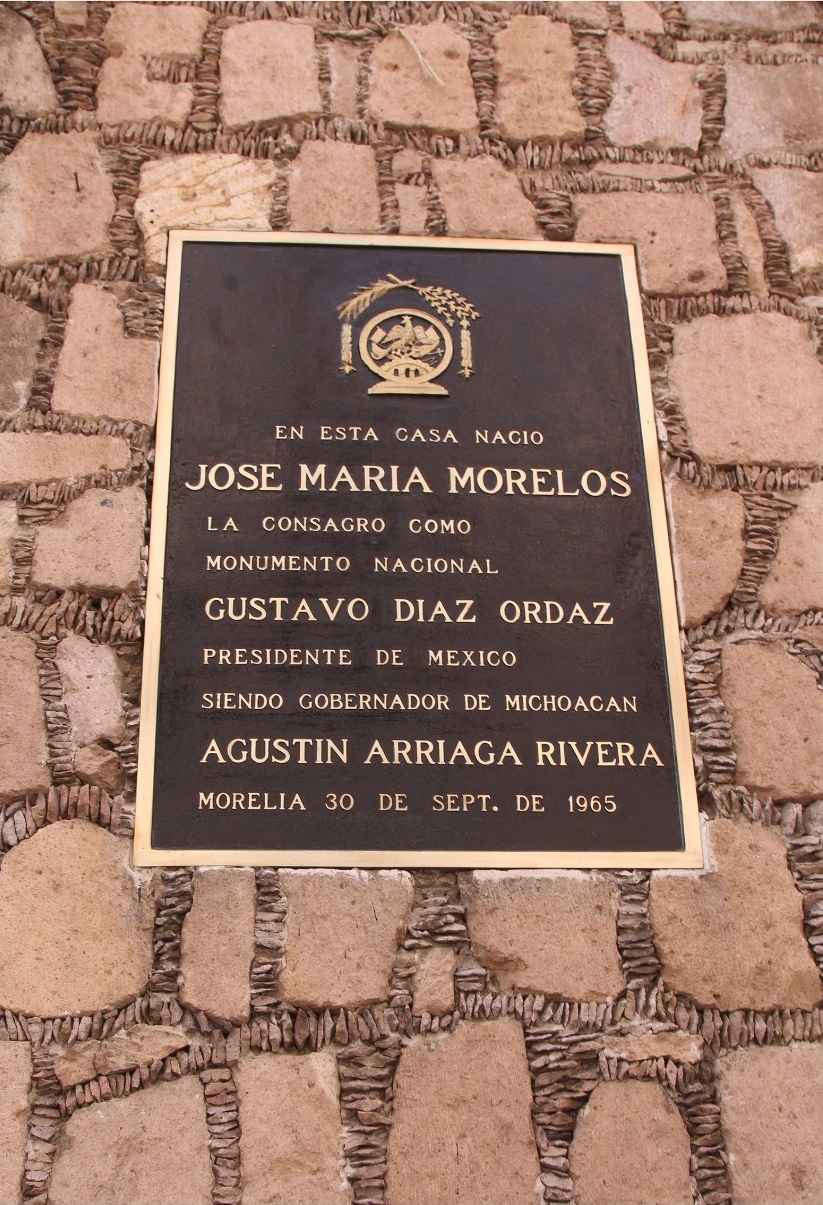 EN ESTA CASA NACIO
JOSE MARIA MORELOS
LA CONSAGRO COMO
MONUMENTO NACIONAL
GUSTAVO DIAZ ORDAZ
PRESIDENTE DE MEXICO
SIENDO GOBERNADOR DE MICHOACAN
AGUSTIN ARRIAGA RIVERA
MORELIA 30 DE SEPT. DE 1965